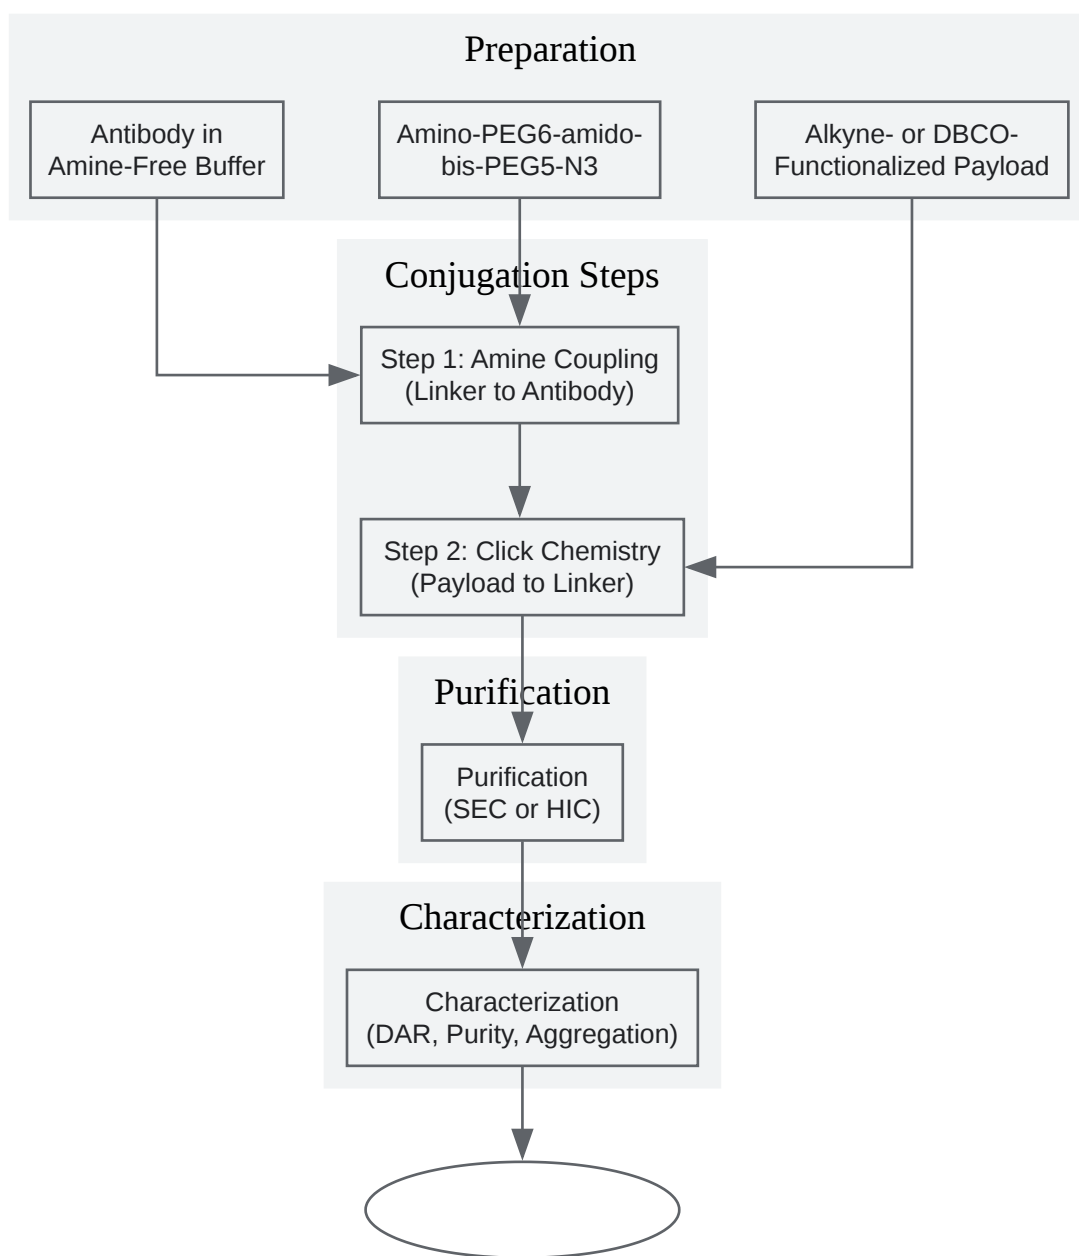 Preparation
Antibody in
Amine-Free Buffer
Amino-PEG6-amido-
bis-PEG5-N3
Alkyne- or DBCO-
Functionalized Payload
Conjugation Steps
Step 1: Amine Coupling
(Linker to Antibody)
Step 2: Click Chemistry
(Payload to Linker)
Purification
Purification
(SEC or HIC)
Characterization
Characterization
(DAR, Purity, Aggregation)